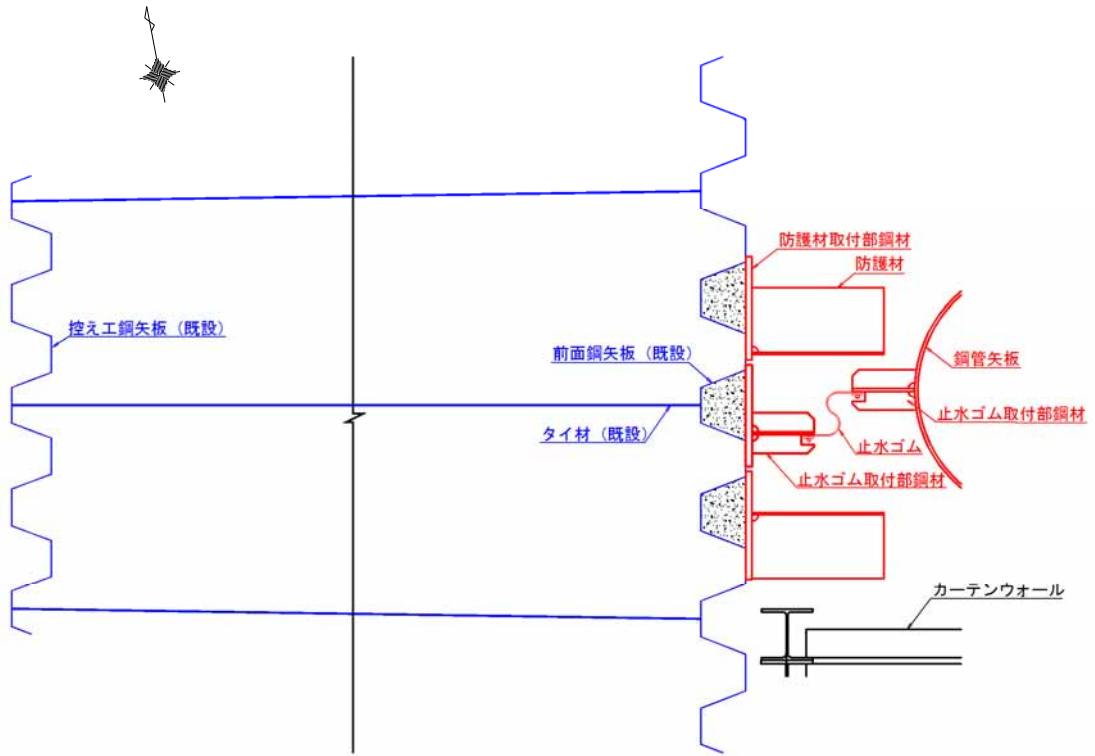 防護材取付部鋼材
防護材
控え工鋼矢板（既設）
前面鋼矢板（既設）
鋼管矢板
止水ゴム取付部鋼材
タイ材（既設）
止水ゴム
止水ゴム取付部鋼材
カーテンウォール